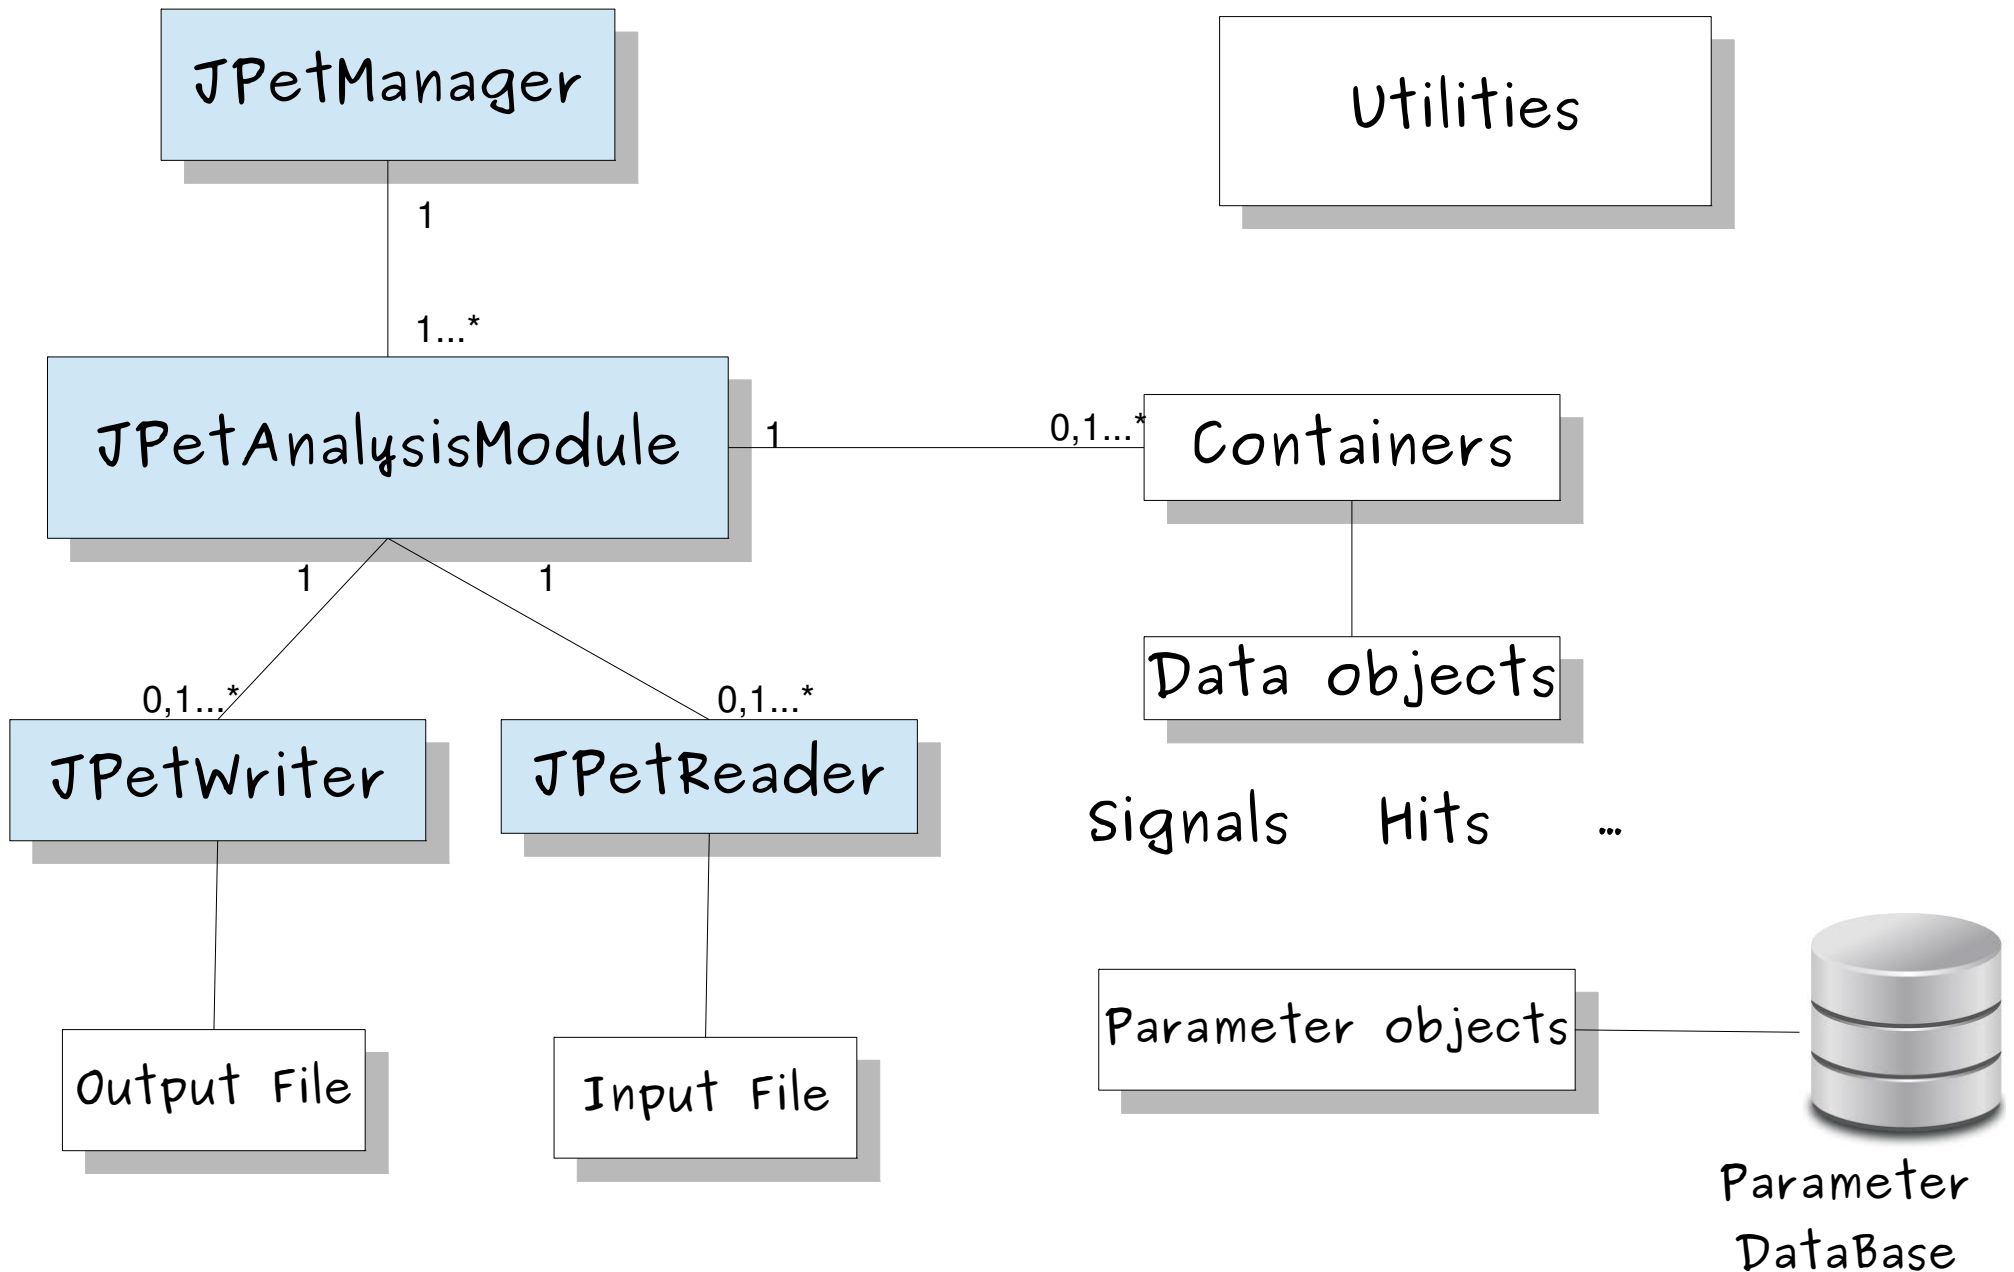 JPetManager
Utilities
1
1...*
JPetAnalysisModule
1
0,1...*
Containers
1
1
0,1...*
0,1...*
Data objects
JPetWriter
JPetReader
Signals
Hits
...
Parameter objects
Output File
Input File
Parameter
DataBase